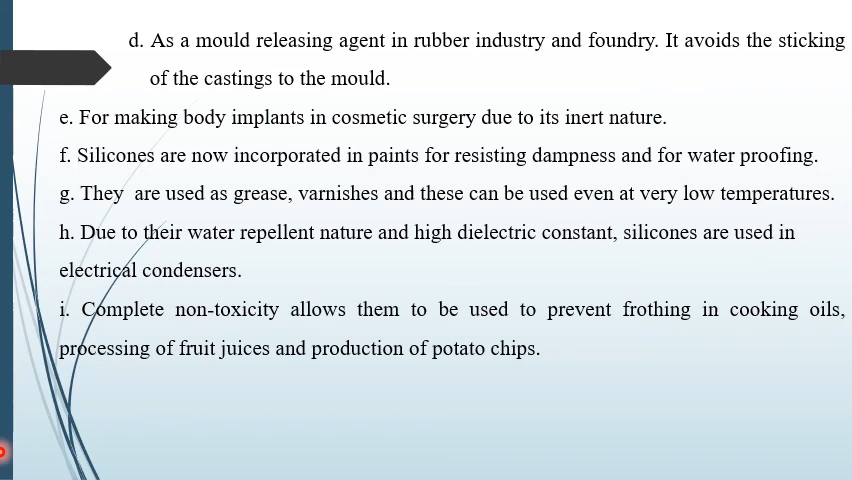 d. As a mould releasing agent in rubber industry and foundry. It avoids the sticking
of the castings to the mould.
e. For making body implants in cosmetic surgery due to its inert nature.
f. Silicones are now incorporated in paints for resisting dampness and for water proofing.
g. They are used as grease, varnishes and these can be used even at very low temperatures.
h. Due to their water repellent nature and high dielectric constant, silicones are used in
electrical condensers.
i. Complete non-toxicity allows them to be used to prevent frothing in cooking oils,
processing of fruit juices and production of potato chips.